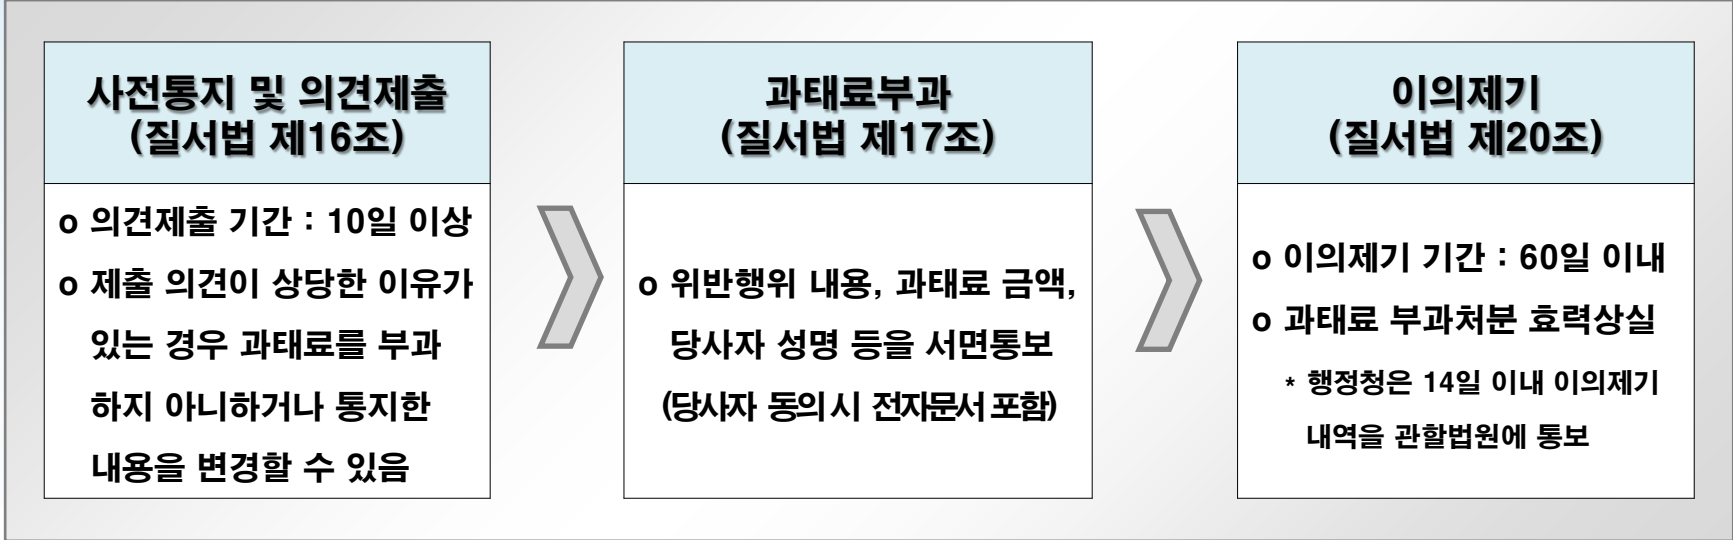 사전통지 및 의견제출
(질서법 제16조)
o 의견제출 기간 : 10일 이상
o 제출 의견이 상당한 이유가
있는 경우 과태료를 부과
하지 아니하거나 통지한
내용을 변경할 수 있음
과태료부과
(질서법 제17조)
o 위반행위 내용, 과태료 금액,
당사자 성명 등을 서면통보
(당사자 동의 시 전자문서 포함)
이의제기
(질서법 제20조)
o 이의제기 기간 : 60일 이내
o 과태료 부과처분 효력상실
* 행정청은 14일 이내 이의제기
내역을 관할법원에 통보